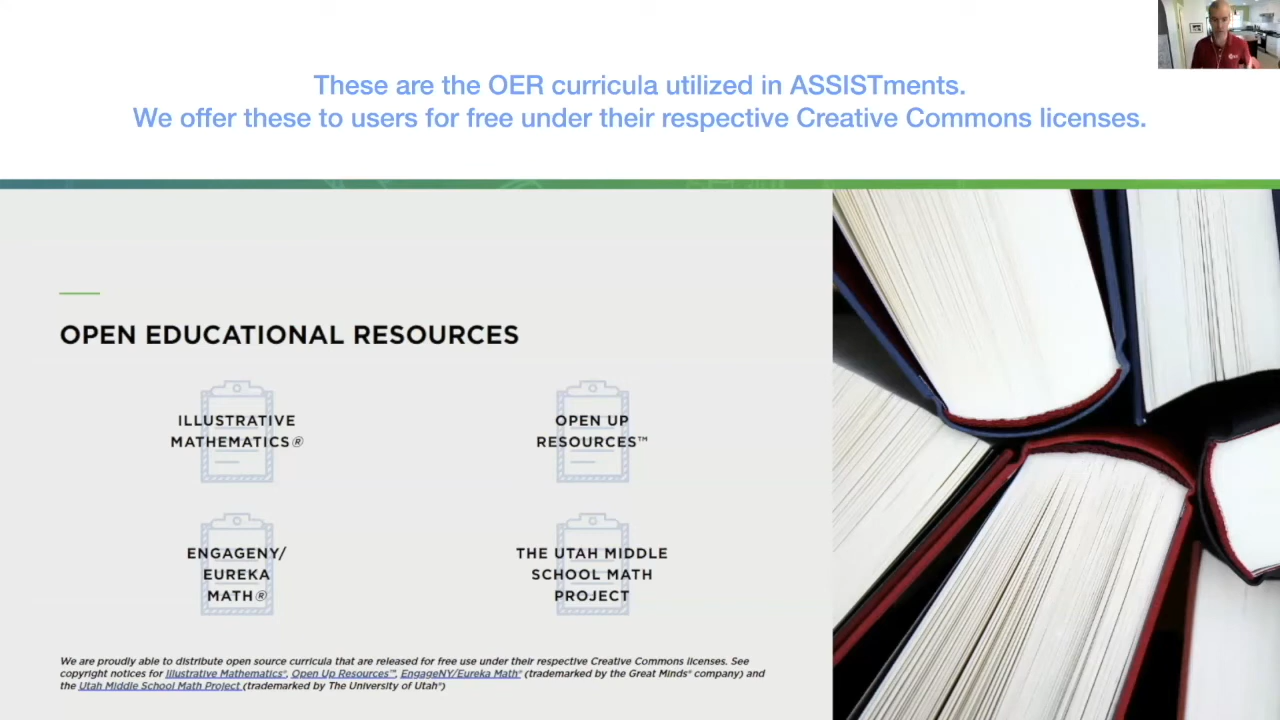 These are the OER curricula utilized in ASSISTments.
We offer these to users for free under their respective Creative Commons licenses.
OPEN EDUCATIONAL RESOURCES
ILLUSTRATIVE
MATHEMATICS®
OPEN UP
RESOURCES™
ENGAGENY/
EUREKA
MATH®
THE UTAH MIDDLE
SCHOOL MATH
PROJECT
We are proudly able to distribute open source curricula that are released for free use under their respective Creative Commons licenses. See
copyright notices for Illustrative Mathematics®, Open Up Resources™, EngageNY/Eureka Math® (trademarked by the Great Minds® company) and
the Utah Middle School Math Project (trademarked by The University of Utah®)